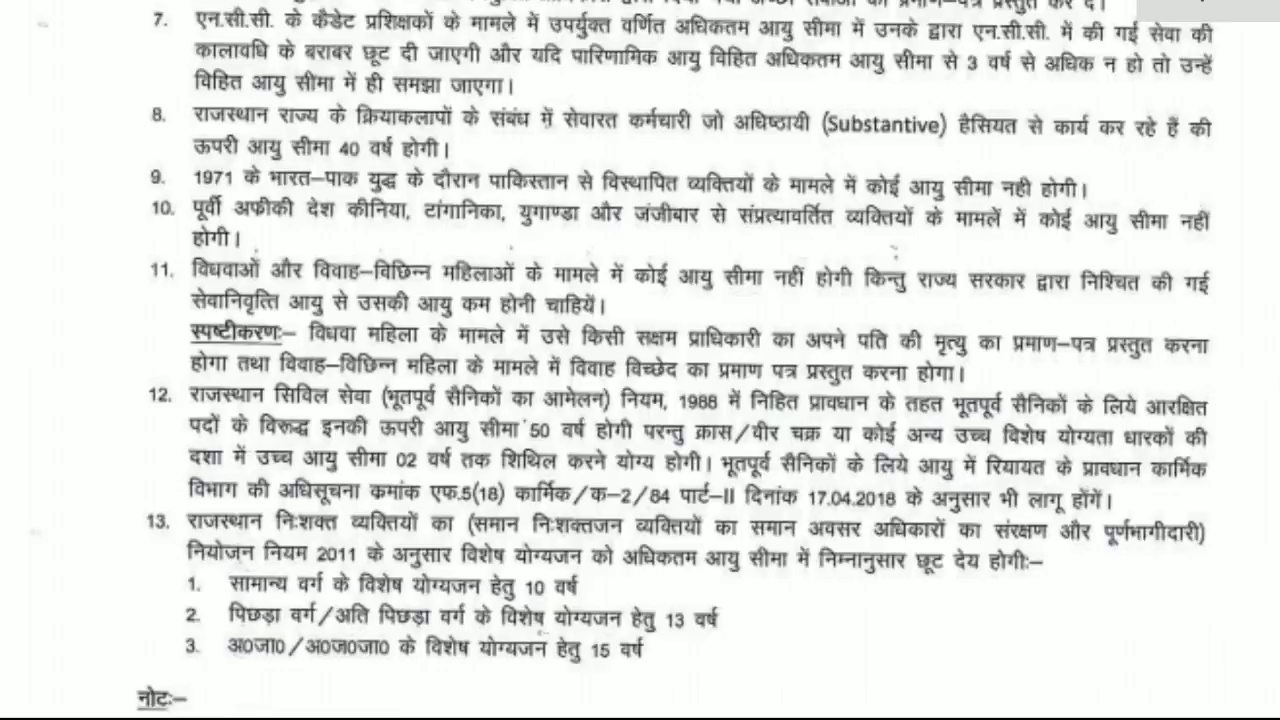 प्रस्तुत कर दें।
7. एन.सी.सी. के कैडेट प्रशिक्षकों के मामले में उपर्युक्त वर्णित अधिकतम आयु सीमा में उनके द्वारा एन.सी.सी. में की गई सेवा की
कालावधि के बराबर छूट दी जाएगी और यदि पारिणामिक आयु विहित अधिकतम आयु सीमा से 3 वर्ष से अधिक न हो तो उन्हें
विहित आयु सीमा में ही समझा जाएगा।
8. राजस्थान राज्य के क्रियाकलापों के संबंध में सेवारत कर्मचारी जो अधिष्ठायी (Substantive) हैसियत से कार्य कर रहे हैं की
ऊपरी आयु सीमा 40 वर्ष होगी।
9. 1971 के भारत–पाक युद्ध के दौरान पाकिस्तान से विस्थापित व्यक्तियों के मामले में कोई आयु सीमा नही होगी।
10. पूर्वी अफ्रीकी देश कीनिया, टांगानिका, युगाण्डा और जंजीबार से संप्रत्यावर्तित व्यक्तियों के मामलें में कोई आयु सीमा नहीं
होगी।
11. विधवाओं और विवाह–विछिन्न महिलाओं के मामले में कोई आयु सीमा नहीं होगी किन्तु राज्य सरकार द्वारा निश्चित की गई
सेवानिवृत्ति आयु से उसकी आयु कम होनी चाहियें।
स्पष्टीकरणः– विधवा महिला के मामले में उसे किसी सक्षम प्राधिकारी का अपने पति की मृत्यु का प्रमाण–पत्र प्रस्तुत करना
होगा तथा विवाह–विछिन्न महिला के मामले में विवाह विच्छेद का प्रमाण पत्र प्रस्तुत करना होगा।
12. राजस्थान सिविल सेवा (भूतपूर्व सैनिकों का आमेलन) नियम, 1988 में निहित प्रावधान के तहत भूतपूर्व सैनिकों के लिये आरक्षित
पदों के विरूद्ध इनकी ऊपरी आयु सीमा 50 वर्ष होगी परन्तु क्रास/वीर चक्र या कोई अन्य उच्च विशेष योग्यता धारकों की
दशा में उच्च आयु सीमा 02 वर्ष तक शिथिल करने योग्य होगी। भूतपूर्व सैनिकों के लिये आयु में रियायत के प्रावधान कार्मिक
विभाग की अधिसूचना क्रमांक एफ.5(18) कार्मिक/क–2/84 पार्ट–II दिनांक 17.04.2018 के अनुसार भी लागू होंगें।
13. राजस्थान निःशक्त व्यक्तियों का (समान निःशक्तजन व्यक्तियों का समान अवसर अधिकारों का संरक्षण और पूर्णभागीदारी)
नियोजन नियम 2011 के अनुसार विशेष योग्यजन को अधिकतम आयु सीमा में निम्नानुसार छूट देय होगीः–
1. सामान्य वर्ग के विशेष योग्यजन हेतु 10 वर्ष
2. पिछड़ा वर्ग/अति पिछड़ा वर्ग के विशेष योग्यजन हेतु 13 वर्ष
3. अ0जा0/अ0ज0जा0 के विशेष योग्यजन हेतु 15 वर्ष
नोटः–